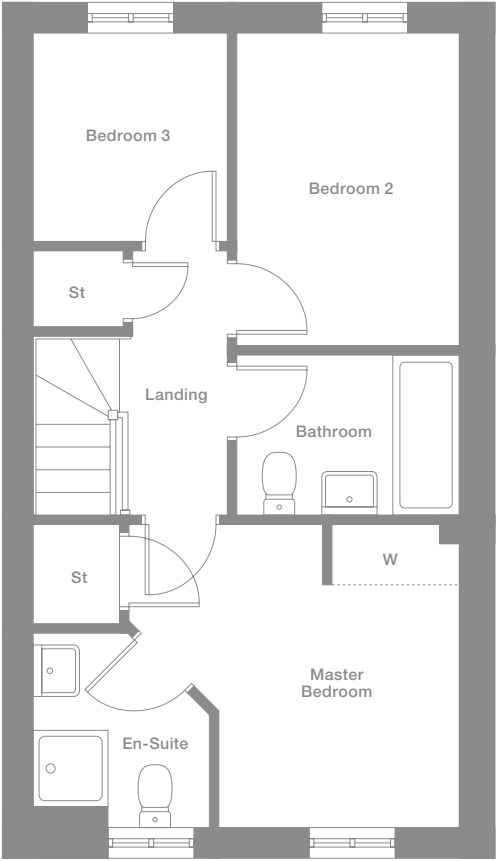 Bedroom 3
Bedroom 2
St
Landing
Bathroom
St
W
Master
Bedroom
En-Suite